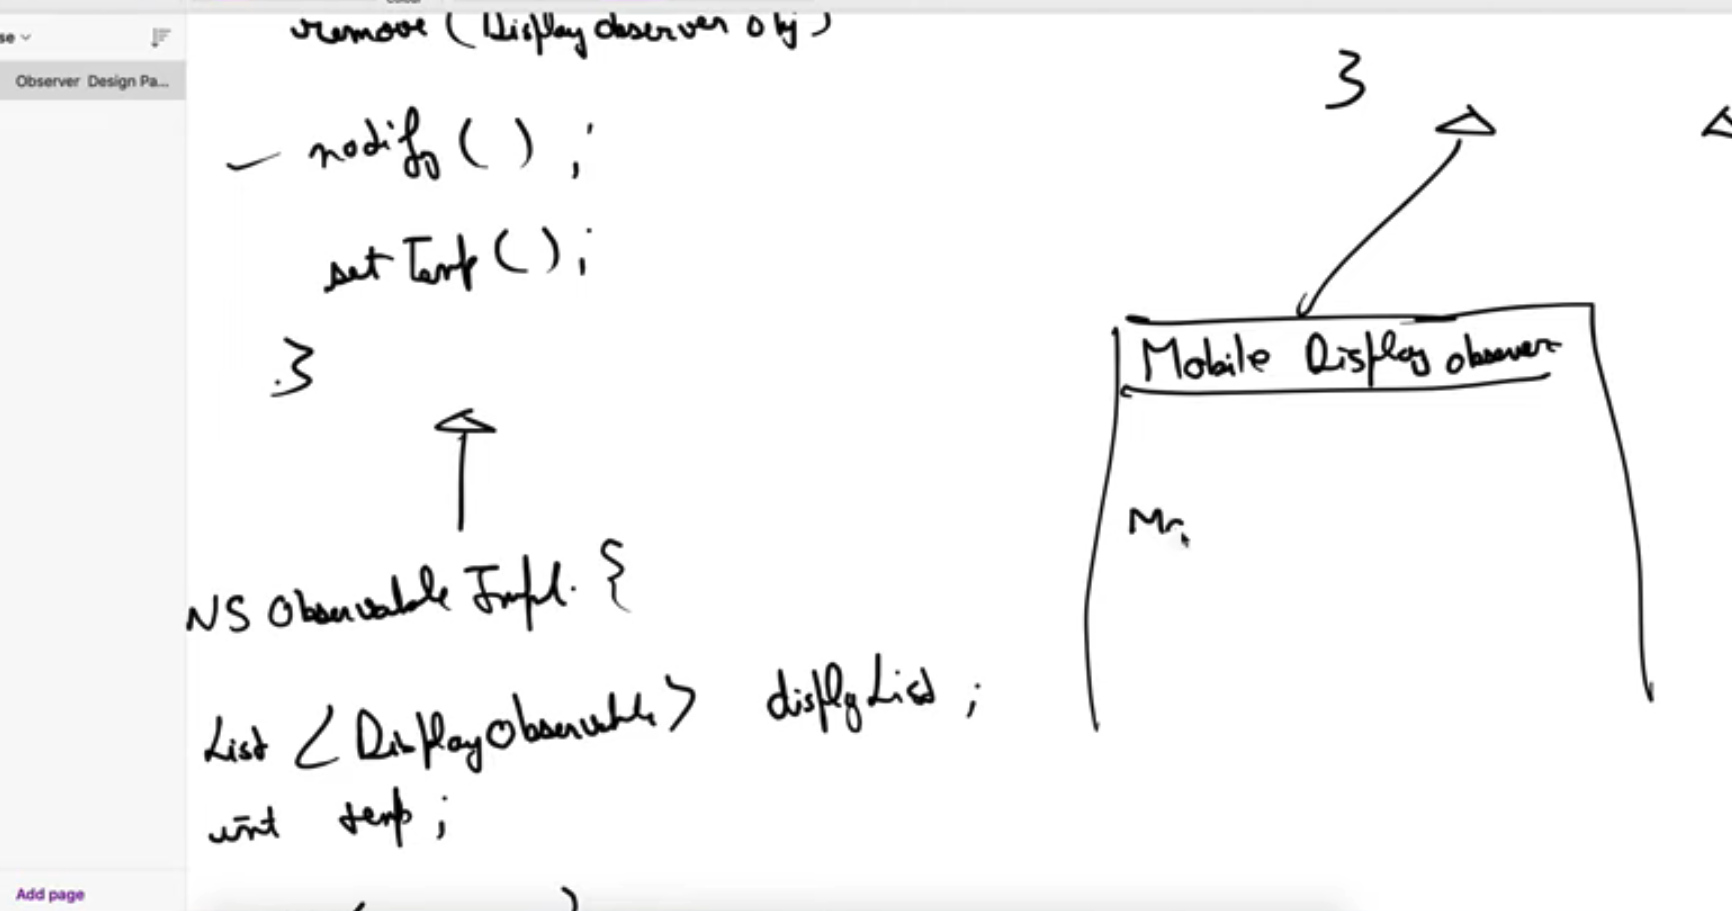 se
Observer Design Pa...
remove ( Display observer obj )
notify ( ) ;
set Temp ( ) ;
}
NS Observable Impl. {
List < Display Observable > display List ;
int temp ;
3
Mobile Display observer
Add page